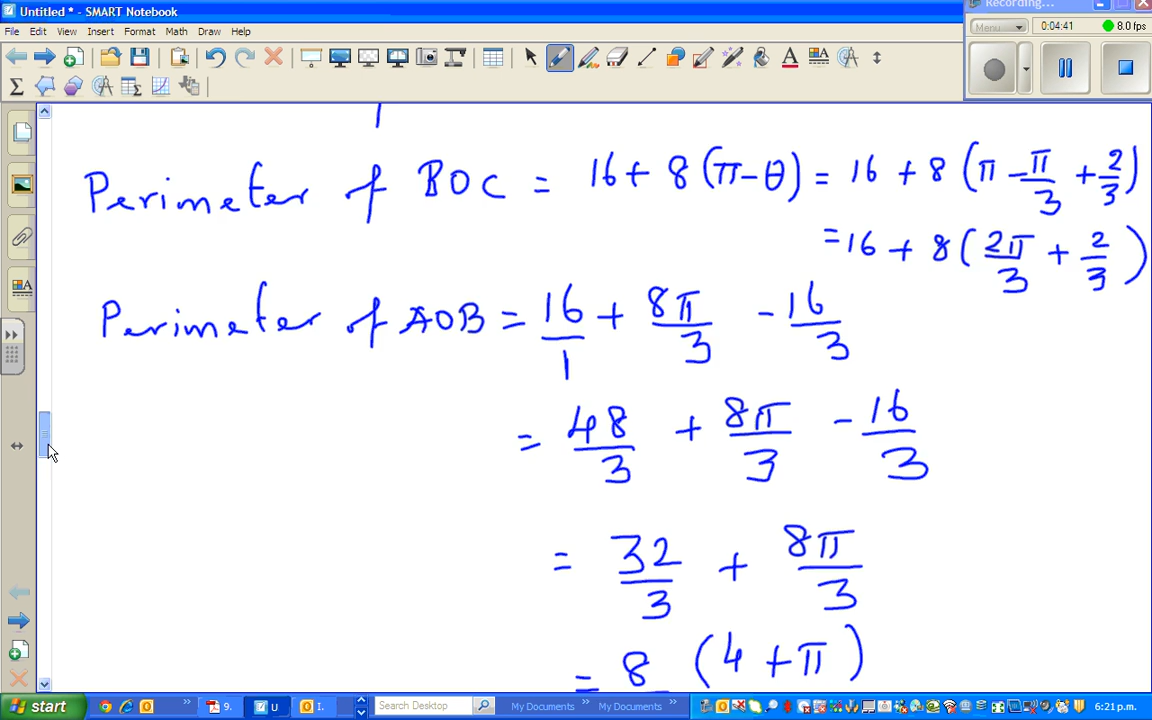 Untitled * - SMART Notebook
Recording...
File Edit View Insert Format Math Draw Help
Menu
0:04:41
8.0 fps
Perimeter of BOC = 16 + 8 (π - θ) = 16 + 8 (π - π/3 + 2/3)
= 16 + 8 ( 2π/3 + 2/3 )
Perimeter of AOB = 16/1 + 8π/3 - 16/3
= 48/3 + 8π/3 - 16/3
= 32/3 + 8π/3
= 8 (4 + π)
start
9.
U
I.
Search Desktop
My Documents
My Documents
6:21 p.m.